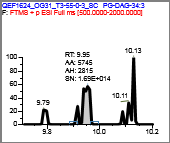 QEF1624_OG31_T3-55-0-3_SC PG-DAG-34:3
F: FTMS + p ESI Full ms [500.0000-2000.0000]
10.13
RT: 9.95
AA: 5745
AH: 2815
SN: 1.69E+014
9.79
10.11
9.8
10.0
10.2